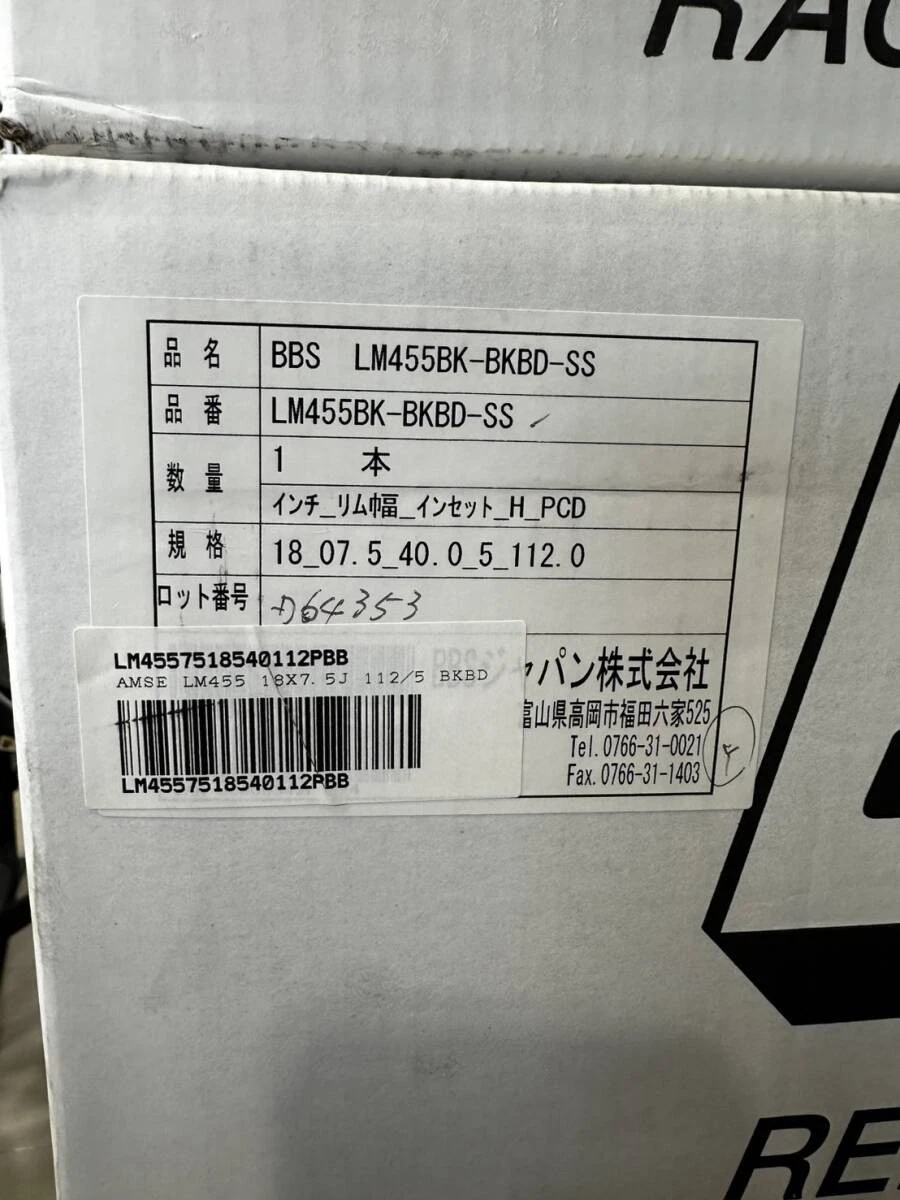 RAC
品 名 BBS LM455BK-BKBD-SS
品 番 LM455BK-BKBD-SS
数 量 1 本
インチ_リム巾畐_インセット_H_PCD
規 格 18_07.5_40.0_5_112.0
ロット番号 D64353
LM4557518540112PBB
AMSE LM455 18X7.5J 112/5 BKBD
LM4557518540112PBB
パン株式会社
富山県高岡市福田六家525
Tel.0766-31-0021
Fax.0766-31-1403
Y
RE